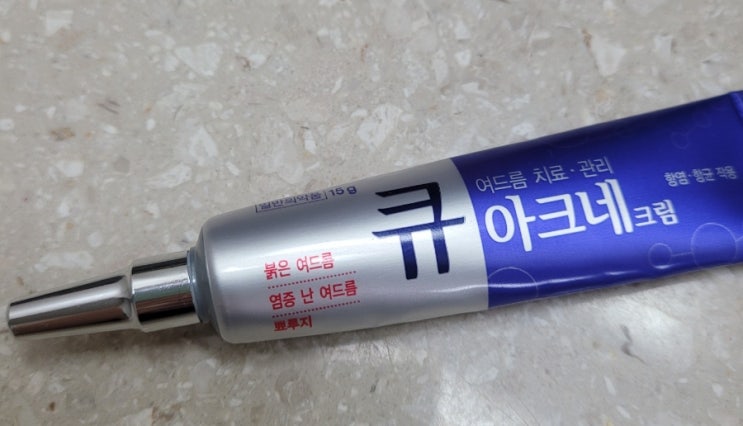 일반의약품 15g
큐
여드름 치료·관리
아크네 크림
항염·항균 작용
붉은 여드름
염증 난 여드름
뾰루지